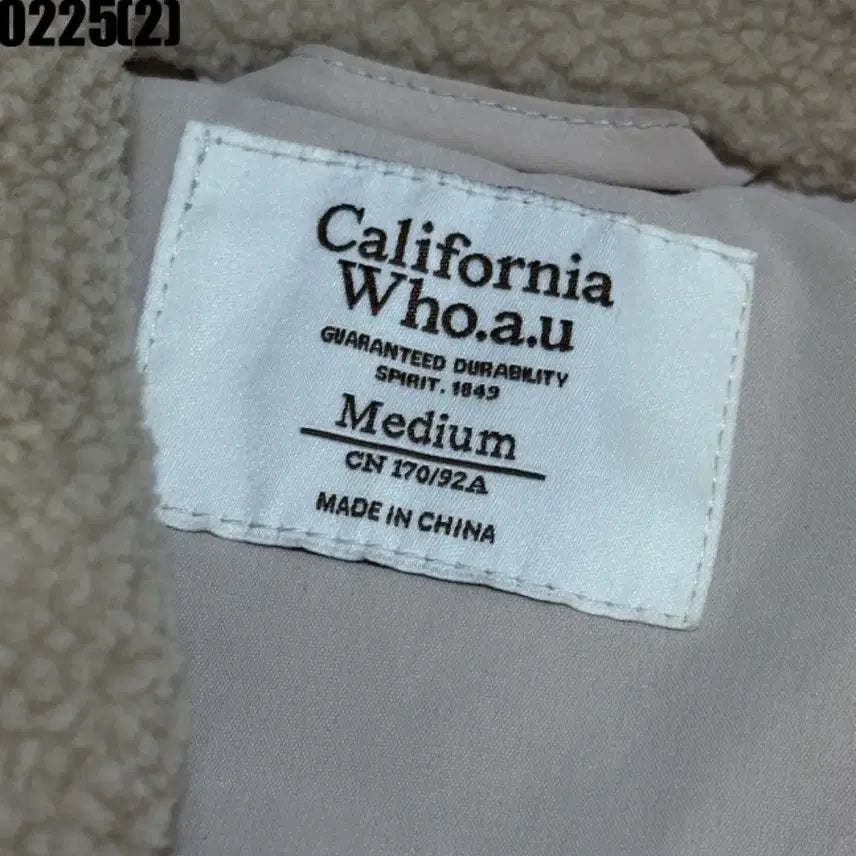 0225(2)
California
Who.a.u
GUARANTEED DURABILITY
SPIRIT. 1849
Medium
CN 170/92A
MADE IN CHINA